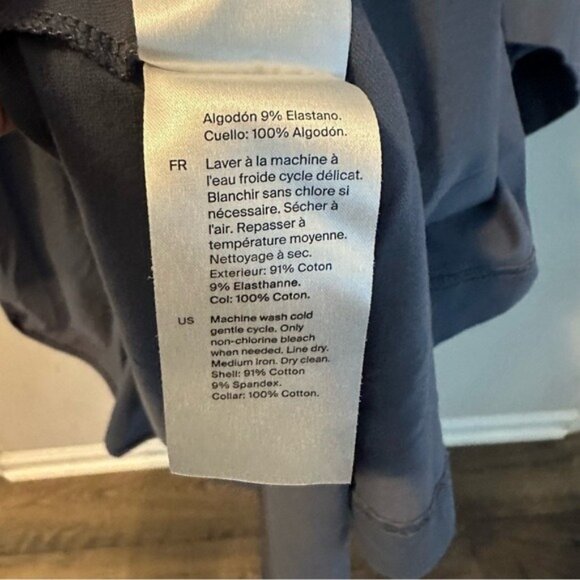 Algodón 9% Elastano.
Cuello: 100% Algodón.
FR Laver à la machine à
l'eau froide cycle délicat.
Blanchir sans chlore si
nécessaire. Sécher à
l'air. Repasser à
température moyenne.
Nettoyage à sec.
Exterieur: 91% Coton
9% Elasthanne.
Col: 100% Coton.
US Machine wash cold
gentle cycle. Only
non-chlorine bleach
when needed. Line dry.
Medium iron. Dry clean.
Shell: 91% Cotton
9% Spandex.
Collar: 100% Cotton.